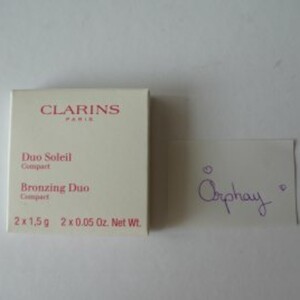 CLARINS
PARIS
Duo Soleil
Compact
Bronzing Duo
Compact
2 x 1,5 g 2 x 0.05 Oz. Net Wt.
Orphay